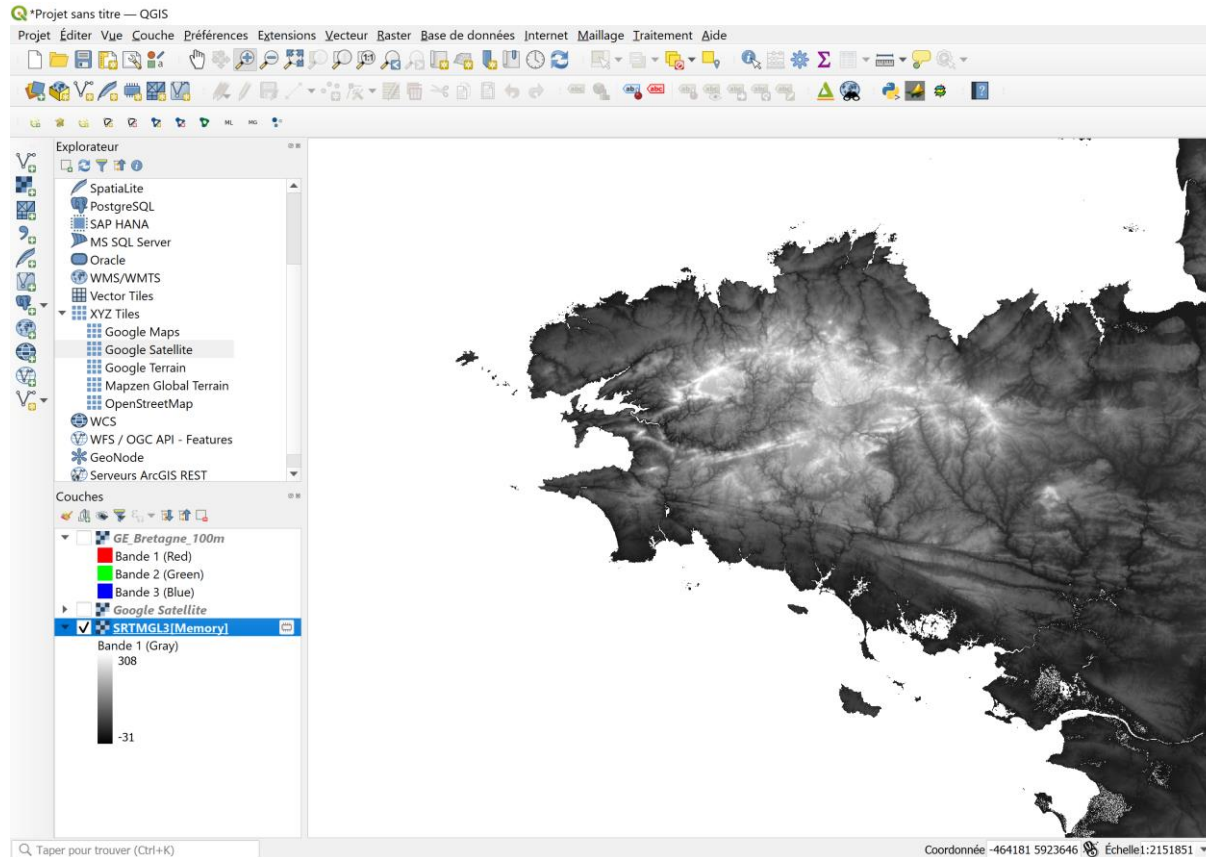 *Projet sans titre — QGIS
Projet Éditer Vue Couche Préférences Extensions Vecteur Raster Base de données Internet Maillage Traitement Aide
Explorateur
SpatiaLite
PostgreSQL
SAP HANA
MS SQL Server
Oracle
WMS/WMTS
Vector Tiles
XYZ Tiles
Google Maps
Google Satellite
Google Terrain
Mapzen Global Terrain
OpenStreetMap
WCS
WFS / OGC API - Features
GeoNode
Serveurs ArcGIS REST
Couches
GE_Bretagne_100m
Bande 1 (Red)
Bande 2 (Green)
Bande 3 (Blue)
Google Satellite
SRTMGL3[Memory]
Bande 1 (Gray)
308
-31
Taper pour trouver (Ctrl+K)
Coordonnée -464181 5923646 Échelle1:2151851